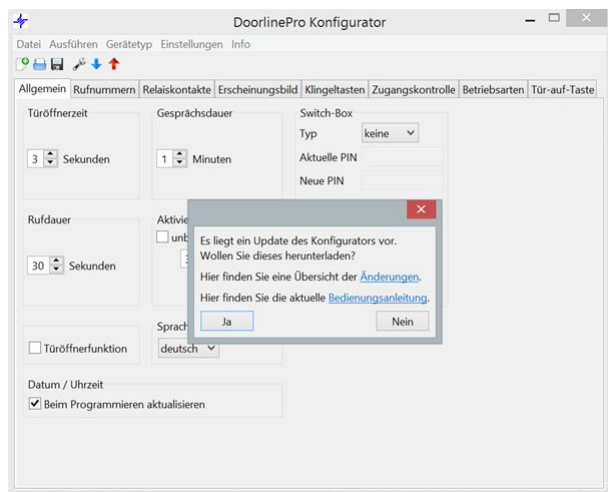 DoorlinePro Konfigurator
Datei Ausführen Gerätetyp Einstellungen Info
Allgemein Rufnummern Relaiskontakte Erscheinungsbild Klingeltasten Zugangskontrolle Betriebsarten Tür-auf-Taste
Türöffnerzeit
3 Sekunden
Gesprächsdauer
1 Minuten
Switch-Box
Typ keine
Aktuelle PIN
Neue PIN
Rufdauer
30 Sekunden
Es liegt ein Update des Konfigurators vor.
Wollen Sie dieses herunterladen?
Hier finden Sie eine Übersicht der Änderungen.
Hier finden Sie die aktuelle Bedienungsanleitung.
Ja Nein
Türöffnerfunktion
deutsch
Datum / Uhrzeit
Beim Programmieren aktualisieren